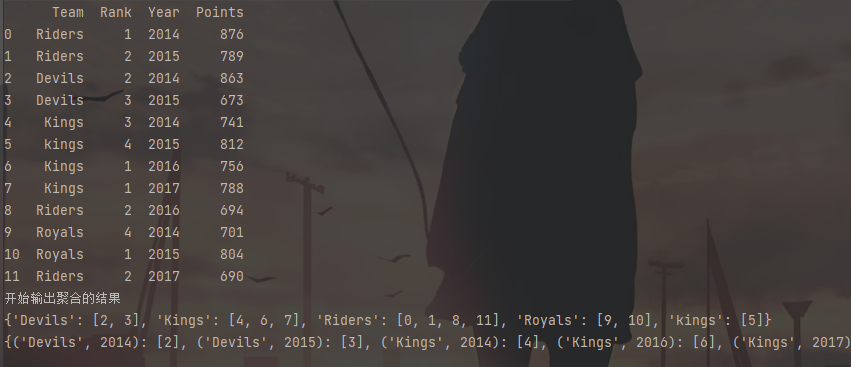 Team Rank Year Points
0 Riders 1 2014 876
1 Riders 2 2015 789
2 Devils 2 2014 863
3 Devils 3 2015 673
4 Kings 3 2014 741
5 kings 4 2015 812
6 Kings 1 2016 756
7 Kings 1 2017 788
8 Riders 2 2016 694
9 Royals 4 2014 701
10 Royals 1 2015 804
11 Riders 2 2017 690
开始输出聚合的结果
{'Devils': [2, 3], 'Kings': [4, 6, 7], 'Riders': [0, 1, 8, 11], 'Royals': [9, 10], 'kings': [5]}
{('Devils', 2014): [2], ('Devils', 2015): [3], ('Kings', 2014): [4], ('Kings', 2016): [6], ('Kings', 2017)